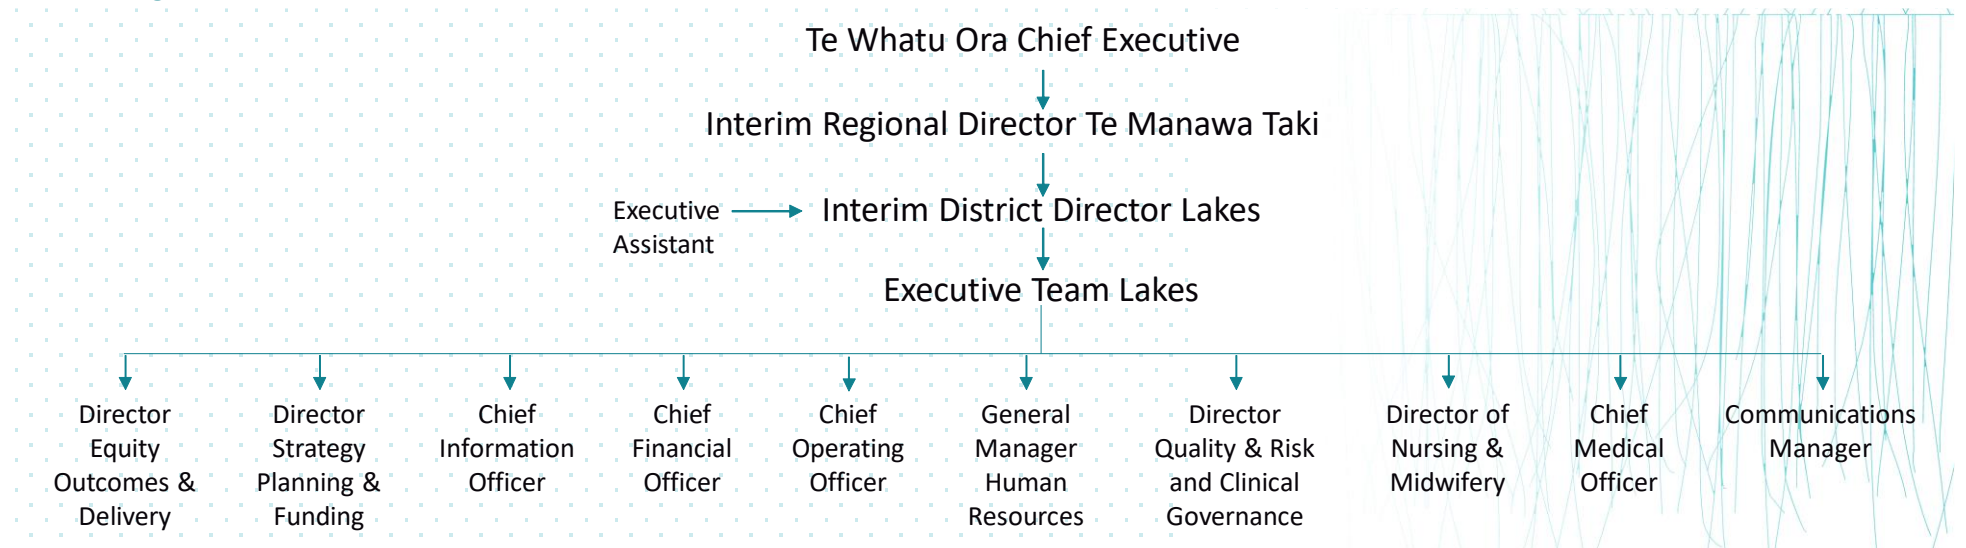 Te Whatu Ora Chief Executive
Interim Regional Director Te Manawa Taki
Executive
Assistant
Interim District Director Lakes
Executive Team Lakes
Director
Equity
Outcomes &
Delivery
Director
Strategy
Planning &
Funding
Chief
Information
Officer
Chief
Financial
Officer
Chief
Operating
Officer
General
Manager
Human
Resources
Director
Quality & Risk
and Clinical
Governance
Director of
Nursing &
Midwifery
Chief
Medical
Officer
Communications
Manager